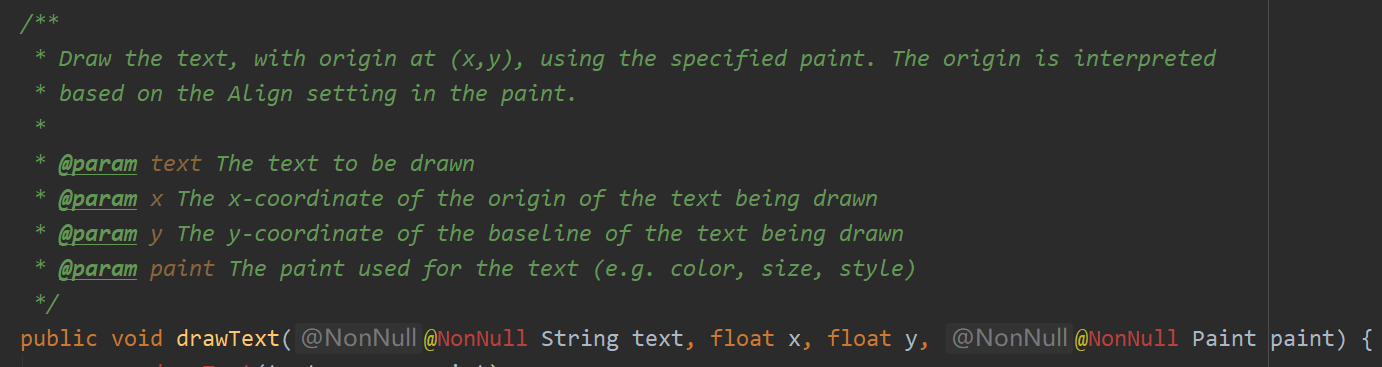 /**
* Draw the text, with origin at (x,y), using the specified paint. The origin is interpreted
* based on the Align setting in the paint.
*
* @param text The text to be drawn
* @param x The x-coordinate of the origin of the text being drawn
* @param y The y-coordinate of the baseline of the text being drawn
* @param paint The paint used for the text (e.g. color, size, style)
*/
public void drawText( @NonNull @NonNull String text, float x, float y, @NonNull @NonNull Paint paint) {